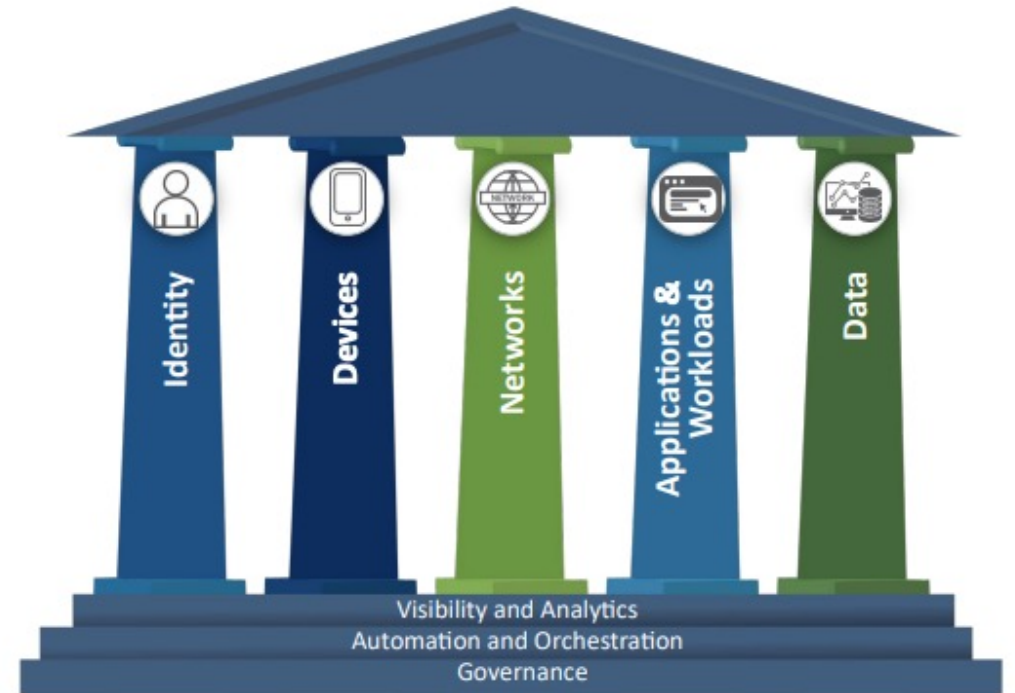 NETWORK
Identity
Devices
Networks
Applications &
Workloads
Data
Visibility and Analytics
Automation and Orchestration
Governance